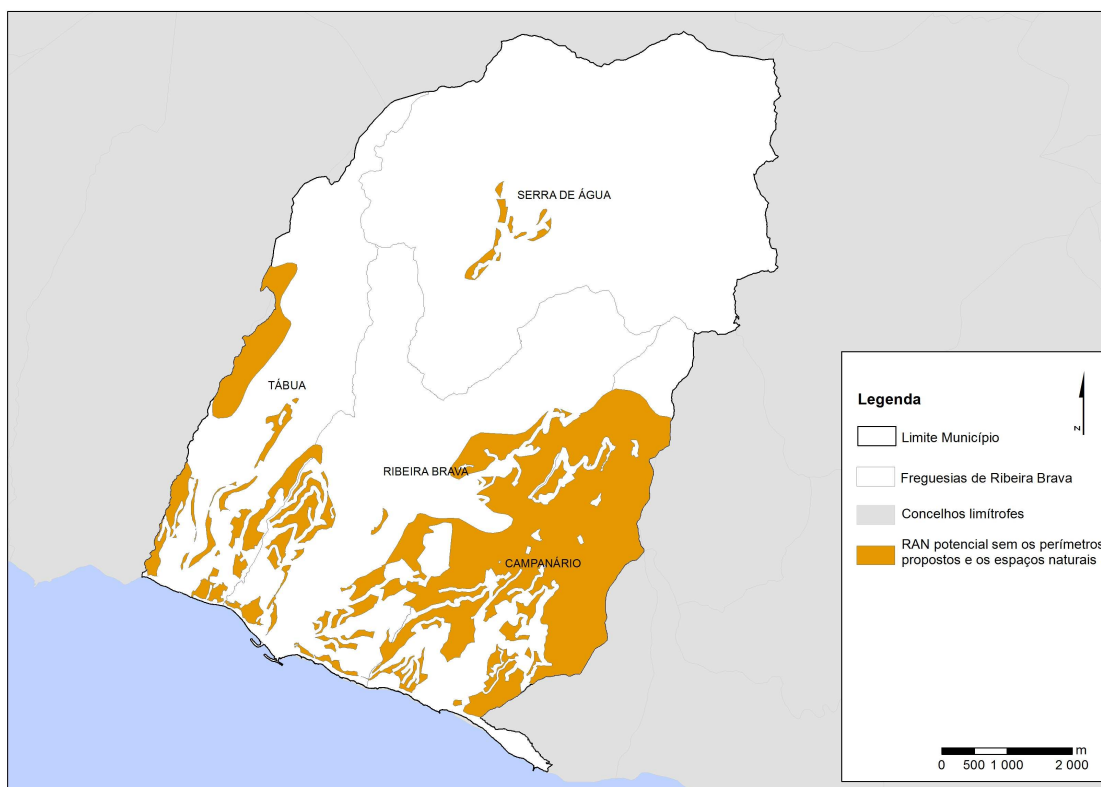 SERRA DE ÁGUA
TÁBUA
RIBEIRA BRAVA
CAMPANÁRIO
Legenda
N
Limite Município
Freguesias de Ribeira Brava
Concelhos limítrofes
RAN potencial sem os perímetros
propostos e os espaços naturais
m
0 500 1 000 2 000